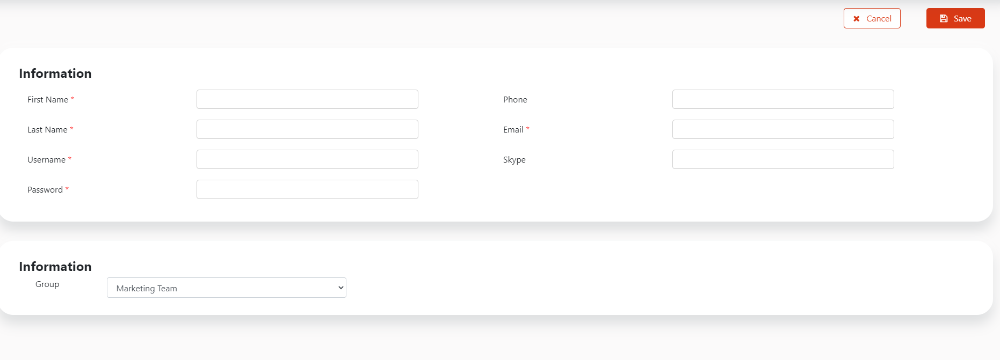 Cancel Save
Information
First Name *
Last Name *
Username *
Password *
Phone
Email *
Skype
Information
Group Marketing Team